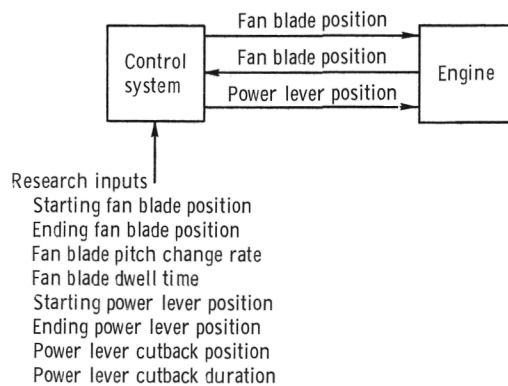 Fan blade position
Control
system
Fan blade position
Engine
Power lever position
Research inputs
Starting fan blade position
Ending fan blade position
Fan blade pitch change rate
Fan blade dwell time
Starting power lever position
Ending power lever position
Power lever cutback position
Power lever cutback duration